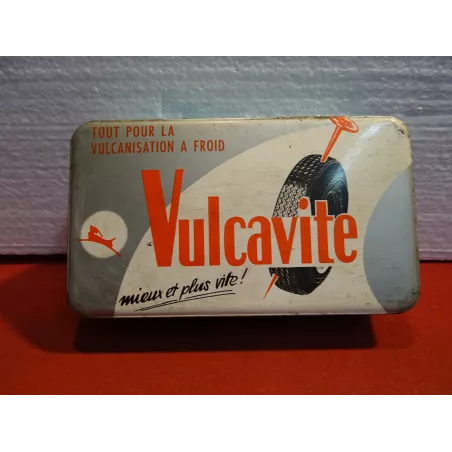 TOUT POUR LA
VULCANISATION A FROID
Vulcavite
mieux et plus vite!